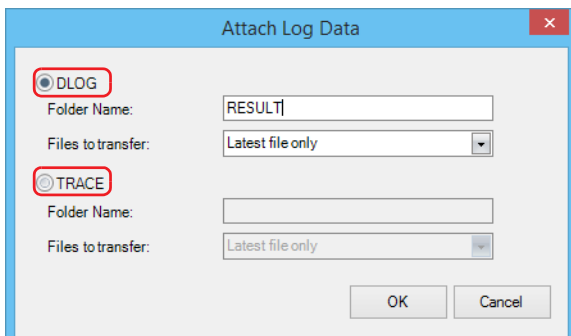 Attach Log Data
DLOG
Folder Name: RESULT
Files to transfer: Latest file only
TRACE
Folder Name:
Files to transfer: Latest file only
OK Cancel